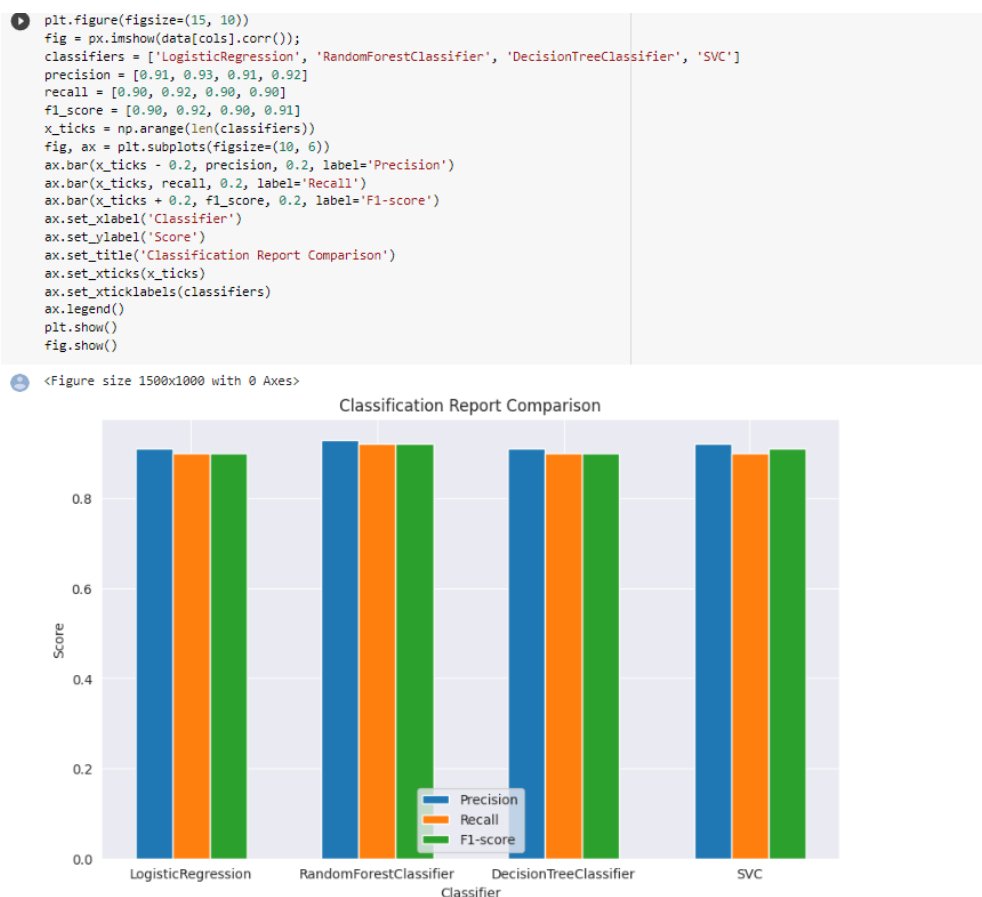 plt.figure(figsize=(15, 10))
fig = px.imshow(data[cols].corr());
classifiers = ['LogisticRegression', 'RandomForestClassifier', 'DecisionTreeClassifier', 'SVC']
precision = [0.91, 0.93, 0.91, 0.92]
recall = [0.90, 0.92, 0.90, 0.90]
f1_score = [0.90, 0.92, 0.90, 0.91]
x_ticks = np.arange(len(classifiers))
fig, ax = plt.subplots(figsize=(10, 6))
ax.bar(x_ticks - 0.2, precision, 0.2, label='Precision')
ax.bar(x_ticks, recall, 0.2, label='Recall')
ax.bar(x_ticks + 0.2, f1_score, 0.2, label='F1-score')
ax.set_xlabel('Classifier')
ax.set_ylabel('Score')
ax.set_title('Classification Report Comparison')
ax.set_xticks(x_ticks)
ax.set_xticklabels(classifiers)
ax.legend()
plt.show()
fig.show()
<Figure size 1500x1000 with 0 Axes>
Classification Report Comparison
0.8
0.6
Score
0.4
0.2
0.0
Precision
Recall
F1-score
LogisticRegression RandomForestClassifier DecisionTreeClassifier SVC
Classifier